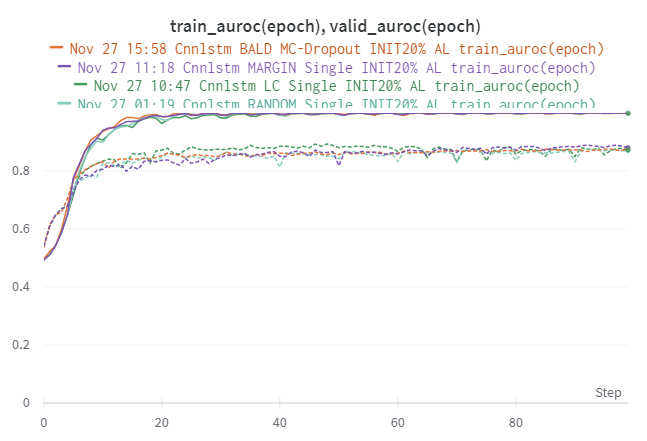 train_auroc(epoch), valid_auroc(epoch)
Nov 27 15:58 Cnnlstm BALD MC-Dropout INIT20% AL train_auroc(epoch)
Nov 27 11:18 Cnnlstm MARGIN Single INIT20% AL train_auroc(epoch)
Nov 27 10:47 Cnnlstm LC Single INIT20% AL train_auroc(epoch)
Nov 27 01:19 Cnnlstm RANDOM Single INIT20% AL train_auroc(epoch)
0.8
0.6
0.4
0.2
0
Step
0 20 40 60 80